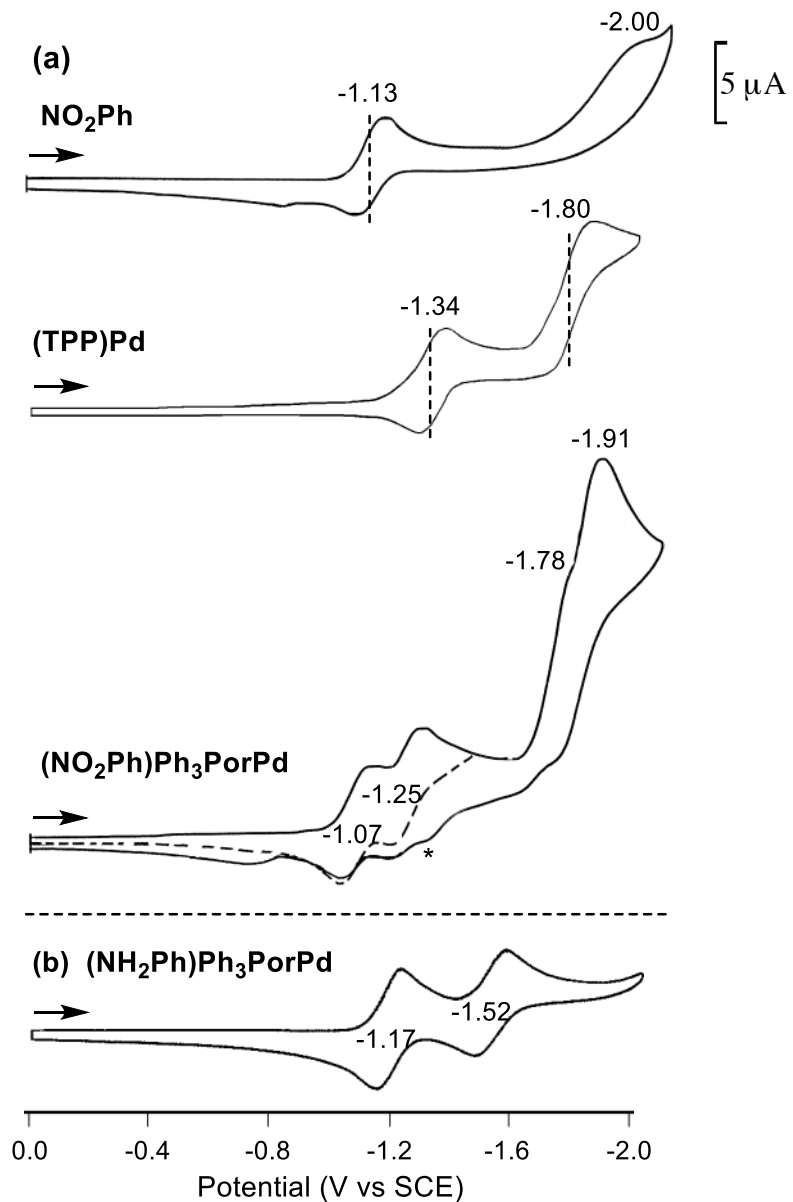 -2.00
(a)
5 μA
-1.13
NO₂Ph
-1.80
-1.34
(TPP)Pd
-1.91
-1.78
(NO₂Ph)Ph₃PorPd
-1.25
-1.07
*
(b) (NH₂Ph)Ph₃PorPd
-1.52
-1.17
0.0 -0.4 -0.8 -1.2 -1.6 -2.0
Potential (V vs SCE)